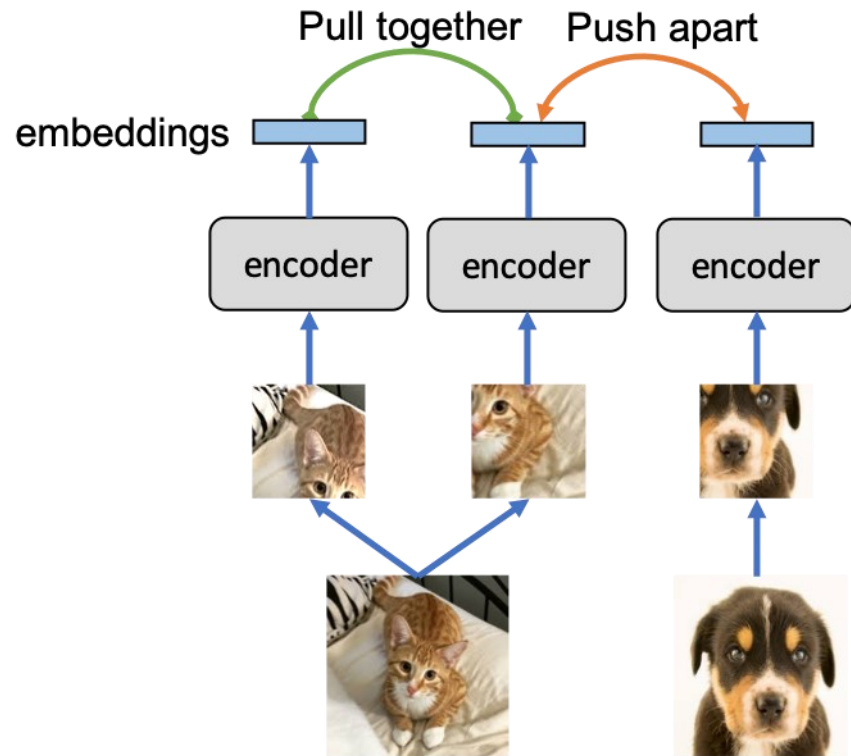 Pull together
Push apart
embeddings
encoder
encoder
encoder